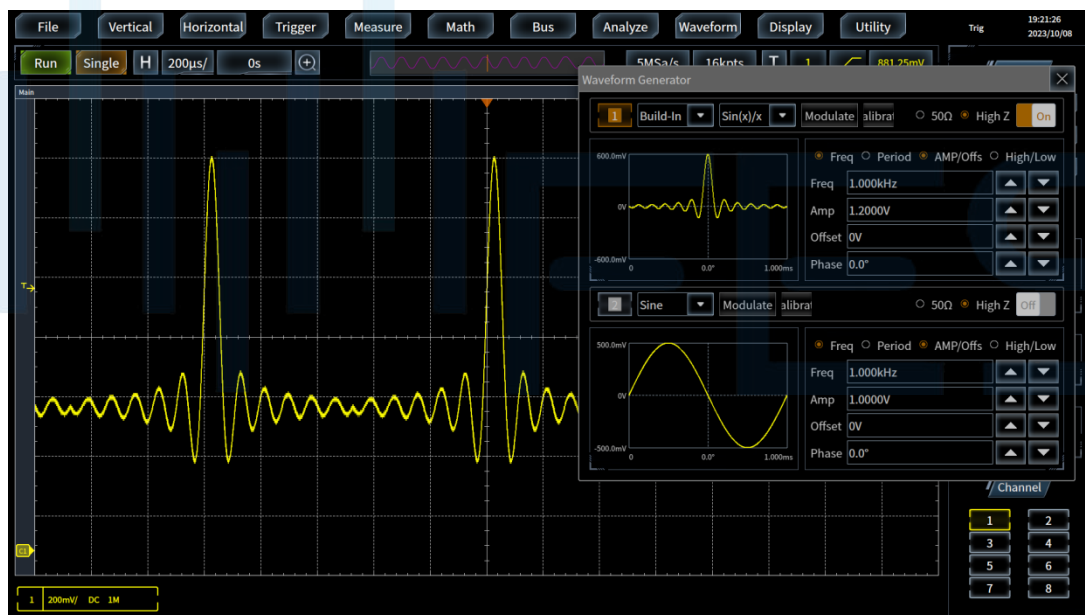 File Vertical Horizontal Trigger Measure Math Bus Analyze Waveform Display Utility Trig 19:21:26
2023/10/08
Run Single H 200μs/ 0s 5MSa/s 16kpts T 1 881.25mV
Main
Waveform Generator
1 Build-In Sin(x)/x Modulate alibrat 50Ω High Z On
Freq Period AMP/Offs High/Low
Freq 1.000kHz
Amp 1.2000V
Offset 0V
Phase 0.0°
600.0mV
0V
-600.0mV
0 0.0° 1.000ms
2 Sine Modulate alibrat 50Ω High Z Off
Freq Period AMP/Offs High/Low
Freq 1.000kHz
Amp 1.0000V
Offset 0V
Phase 0.0°
500.0mV
0V
-500.0mV
0 0.0° 1.000ms
T
C1
Channel
1 2
3 4
5 6
7 8
1 200mV/ DC 1M